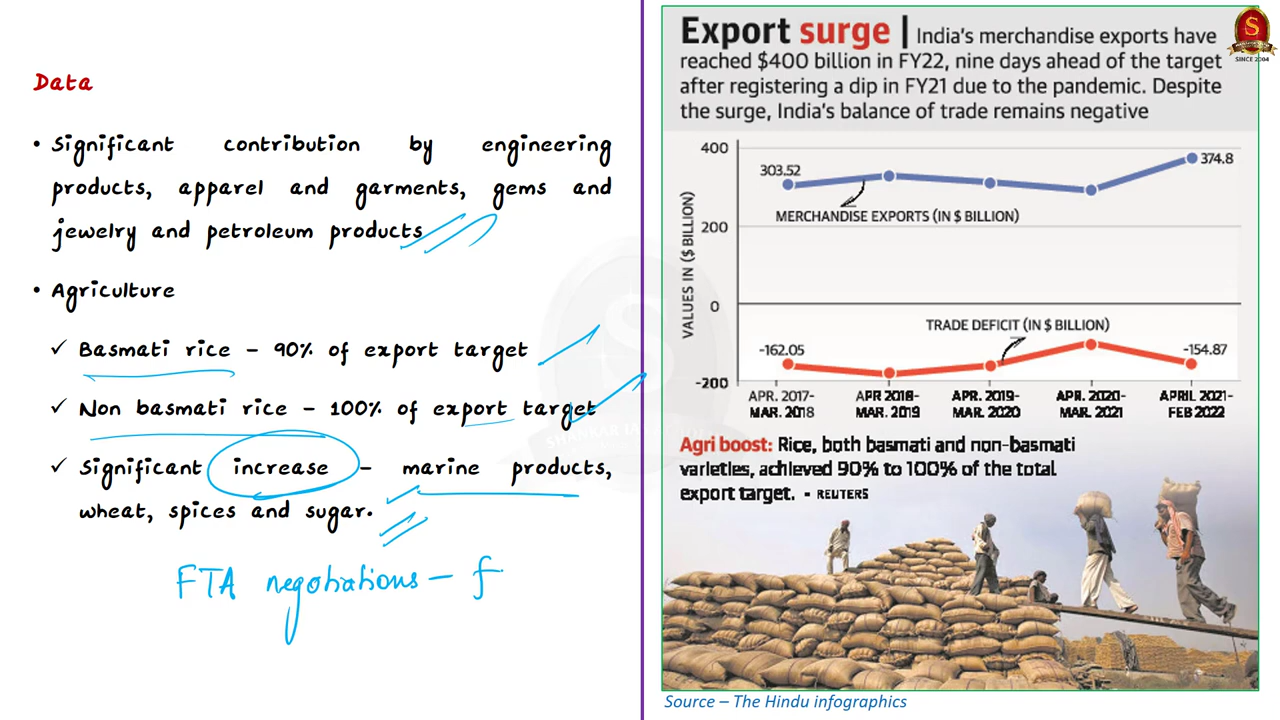 Data
• Significant contribution by engineering
products, apparel and garments, gems and
jewelry and petroleum products
• Agriculture
✓ Basmati rice – 90% of export target
✓ Non basmati rice – 100% of export target
✓ Significant increase – marine products,
wheat, spices and sugar.
FTA negotiations – f
Export surge | India's merchandise exports have
reached $400 billion in FY22, nine days ahead of the target
after registering a dip in FY21 due to the pandemic. Despite
the surge, India's balance of trade remains negative
SINCE 2004
VALUES IN ($ BILLION)
400
200
0
-200
303.52
374.8
MERCHANDISE EXPORTS (IN $ BILLION)
TRADE DEFICIT (IN $ BILLION)
-162.05
-154.87
APR. 2017-
MAR. 2018
APR 2018-
MAR. 2019
APR. 2019-
MAR. 2020
APR. 2020-
MAR. 2021
APRIL 2021-
FEB 2022
Agri boost: Rice, both basmati and non-basmati
varieties, achieved 90% to 100% of the total
export target. - REUTERS
Source – The Hindu infographics